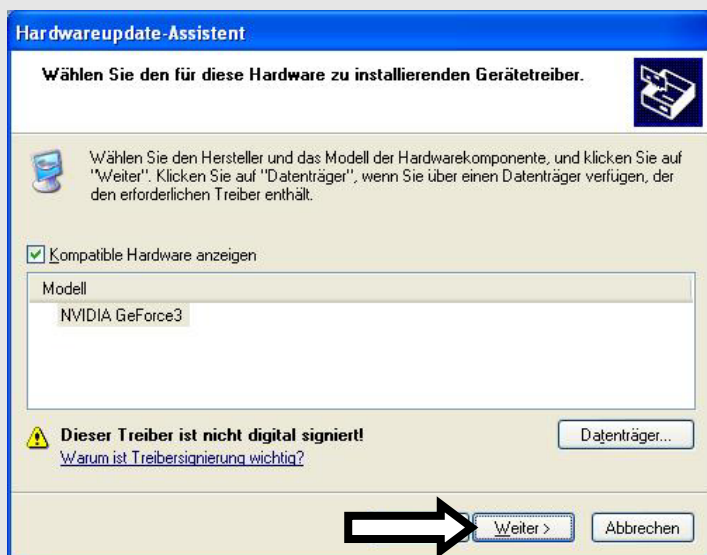 Hardwareupdate-Assistent
Wählen Sie den für diese Hardware zu installierenden Gerätetreiber.
Wählen Sie den Hersteller und das Modell der Hardwarekomponente, und klicken Sie auf
"Weiter". Klicken Sie auf "Datenträger", wenn Sie über einen Datenträger verfügen, der
den erforderlichen Treiber enthält.
Kompatible Hardware anzeigen
Modell
NVIDIA GeForce3
Dieser Treiber ist nicht digital signiert!
Warum ist Treibersignierung wichtig?
Datenträger...
Weiter >
Abbrechen